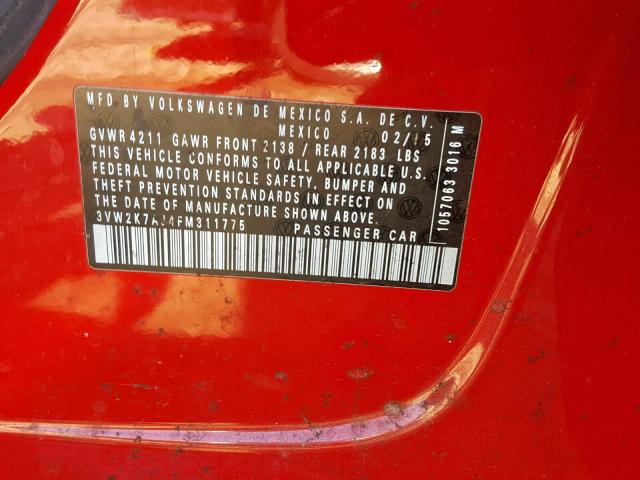 MFD BY VOLKSWAGEN DE MEXICO S.A. DE C.V.
MEXICO 02/15
GVWR 4211 GAWR FRONT 2138 / REAR 2183 LBS
THIS VEHICLE CONFORMS TO ALL APPLICABLE U.S.
FEDERAL MOTOR VEHICLE SAFETY, BUMPER AND
THEFT PREVENTION STANDARDS IN EFFECT ON
THE DATE OF MANUFACTURE SHOWN ABOVE.
3VW2K7AJ4FM311775 PASSENGER CAR
1057063 3016 M